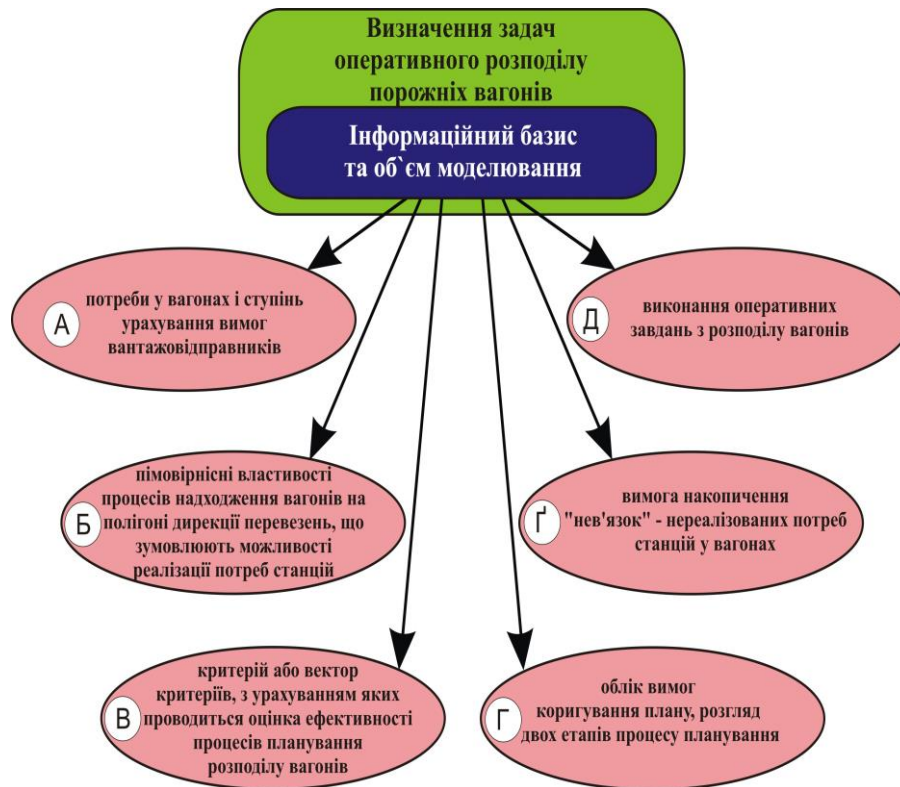 Визначення задач
оперативного розподілу
порожніх вагонів
Інформаційний базис
та об`єм моделювання
А
потреби у вагонах і ступінь
урахування вимог
вантажовідправників
Б
пімовірнісні властивості
процесів надходження вагонів на
полігоні дирекції перевезень, що
зумовлюють можливості
реалізації потреб станцій
В
критерій або вектор
критеріїв, з урахуванням яких
проводиться оцінка ефективності
процесів планування
розподілу вагонів
Г
облік вимог
коригування плану, розгляд
двох етапів процесу планування
Ґ
вимога накопичення
"нев'язок" - нереалізованих потреб
станцій у вагонах
Д
виконання оперативних
завдань з розподілу вагонів